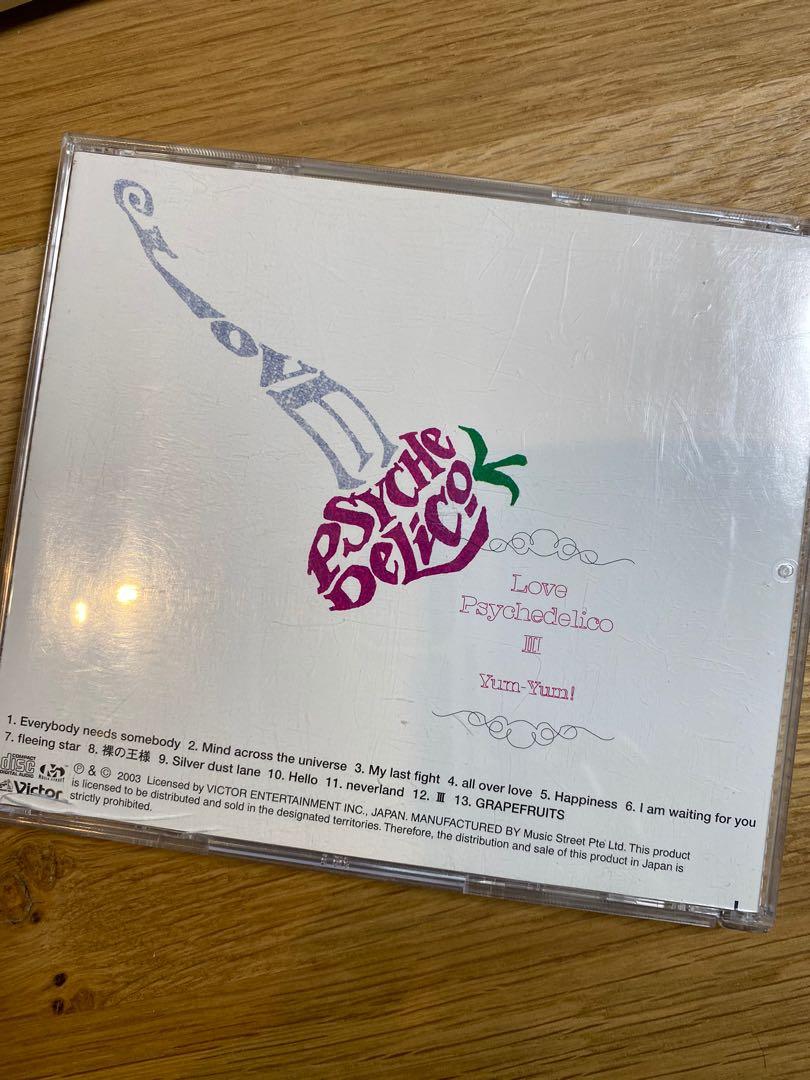 LOVE
PSYCHE
DELICO
Love
Psychedelico
III
Yum-Yum!
1. Everybody needs somebody 2. Mind across the universe 3. My last fight 4. all over love 5. Happiness 6. I am waiting for you
7. fleeing star 8. 裸の王様 9. Silver dust lane 10. Hello 11. neverland 12. Ⅲ 13. GRAPEFRUITS
COMPACT
disc
DIGITAL AUDIO
Ⓟ & © 2003 Licensed by VICTOR ENTERTAINMENT INC., JAPAN. MANUFACTURED BY Music Street Pte Ltd. This product
Victor
is licensed to be distributed and sold in the designated territories. Therefore, the distribution and sale of this product in Japan is
strictly prohibited.